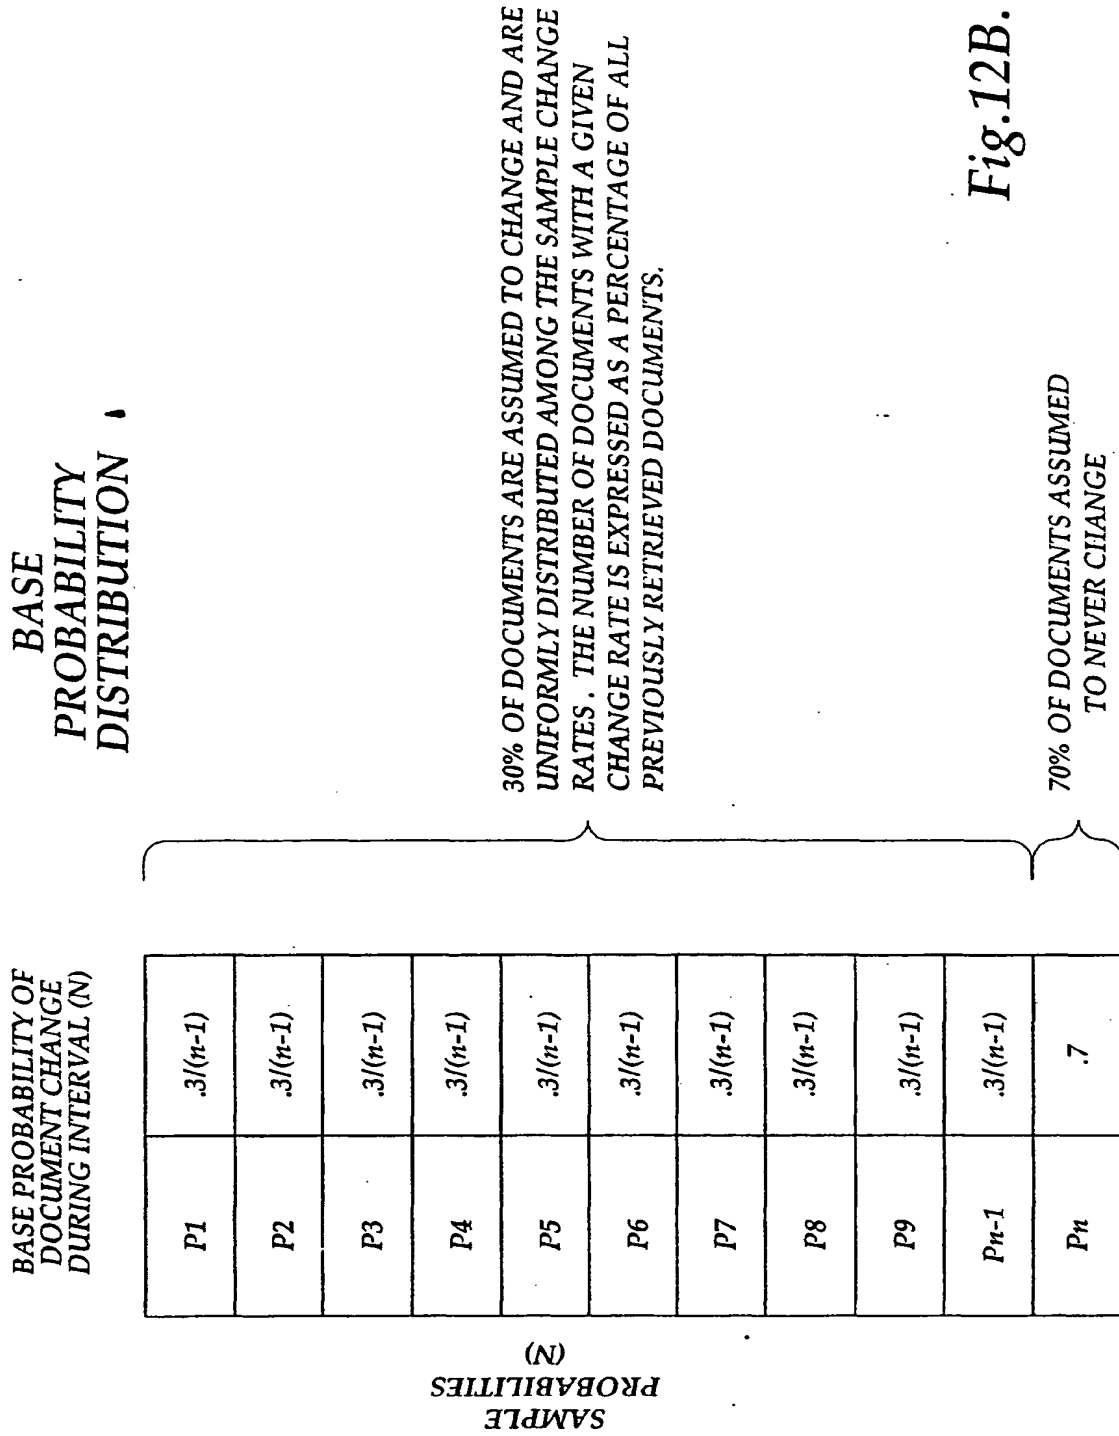 BASE
PROBABILITY
DISTRIBUTION
BASE PROBABILITY OF
DOCUMENT CHANGE
DURING INTERVAL (N)
SAMPLE
PROBABILITIES
(N)
P1 .3/(n-1)
P2 .3/(n-1)
P3 .3/(n-1)
P4 .3/(n-1)
P5 .3/(n-1)
P6 .3/(n-1)
P7 .3/(n-1)
P8 .3/(n-1)
P9 .3/(n-1)
Pn-1 .3/(n-1)
Pn .7
30% OF DOCUMENTS ARE ASSUMED TO CHANGE AND ARE
UNIFORMLY DISTRIBUTED AMONG THE SAMPLE CHANGE
RATES . THE NUMBER OF DOCUMENTS WITH A GIVEN
CHANGE RATE IS EXPRESSED AS A PERCENTAGE OF ALL
PREVIOUSLY RETRIEVED DOCUMENTS.
70% OF DOCUMENTS ASSUMED
TO NEVER CHANGE
Fig.12B.